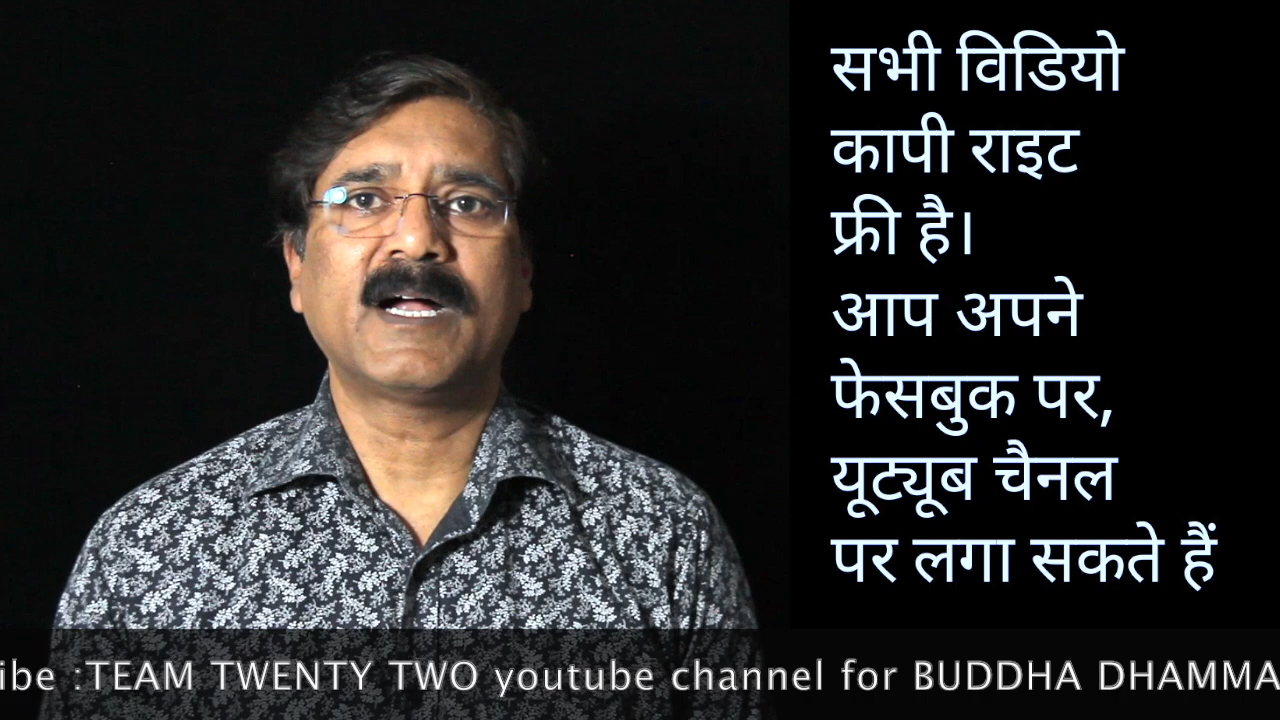 सभी विडियो
कापी राइट
फ्री है।
आप अपने
फेसबुक पर,
यूट्यूब चैनल
पर लगा सकते हैं
ibe :TEAM TWENTY TWO youtube channel for BUDDHA DHAMMA